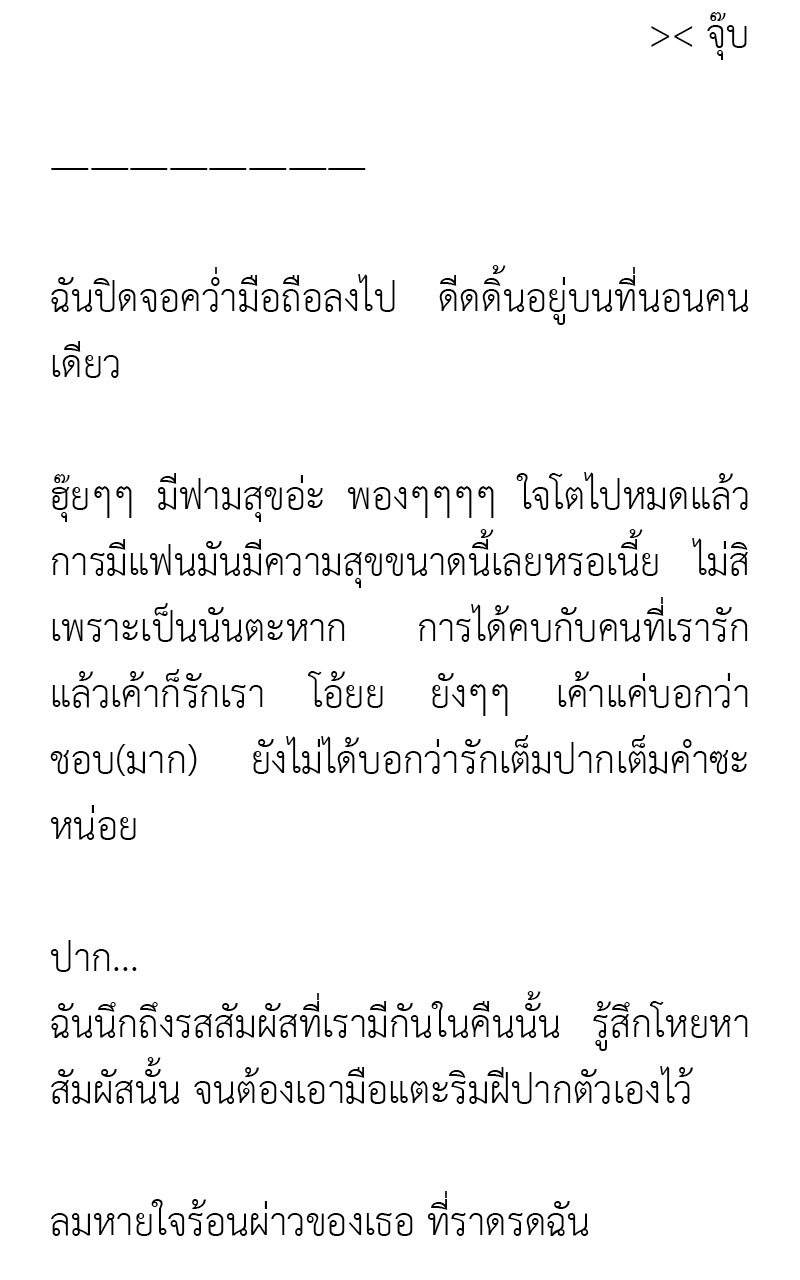 >< จุ๊บ
————————
ฉันปิดจอคว่ำมือถือลงไป ดีดดิ้นอยู่บนที่นอนคน
เดียว
ฮุ๊ยๆๆ มีฟามสุขอ่ะ พองๆๆๆๆ ใจโตไปหมดแล้ว
การมีแฟนมันมีความสุขขนาดนี้เลยหรอเนี้ย ไม่สิ
เพราะเป็นนันตะหาก การได้คบกับคนที่เรารัก
แล้วเค้าก็รักเรา โอ้ยย ยังๆๆ เค้าแค่บอกว่า
ชอบ(มาก) ยังไม่ได้บอกว่ารักเต็มปากเต็มคำซะ
หน่อย
ปาก...
ฉันนึกถึงรสสัมผัสที่เรามีกันในคืนนั้น รู้สึกโหยหา
สัมผัสนั้น จนต้องเอามือแตะริมฝีปากตัวเองไว้
ลมหายใจร้อนผ่าวของเธอ ที่ราดรดฉัน